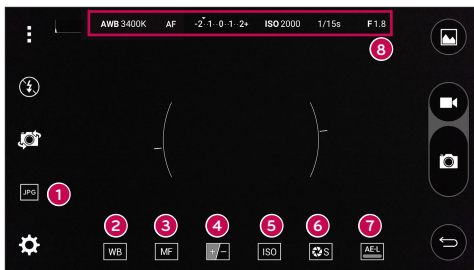 AWB 3400K AF -2·1··0··1··2+ ISO 2000 1/15s F1.8
8
JPG 1
2 3 4 5 6 7
WB MF +/- ISO S AE-L